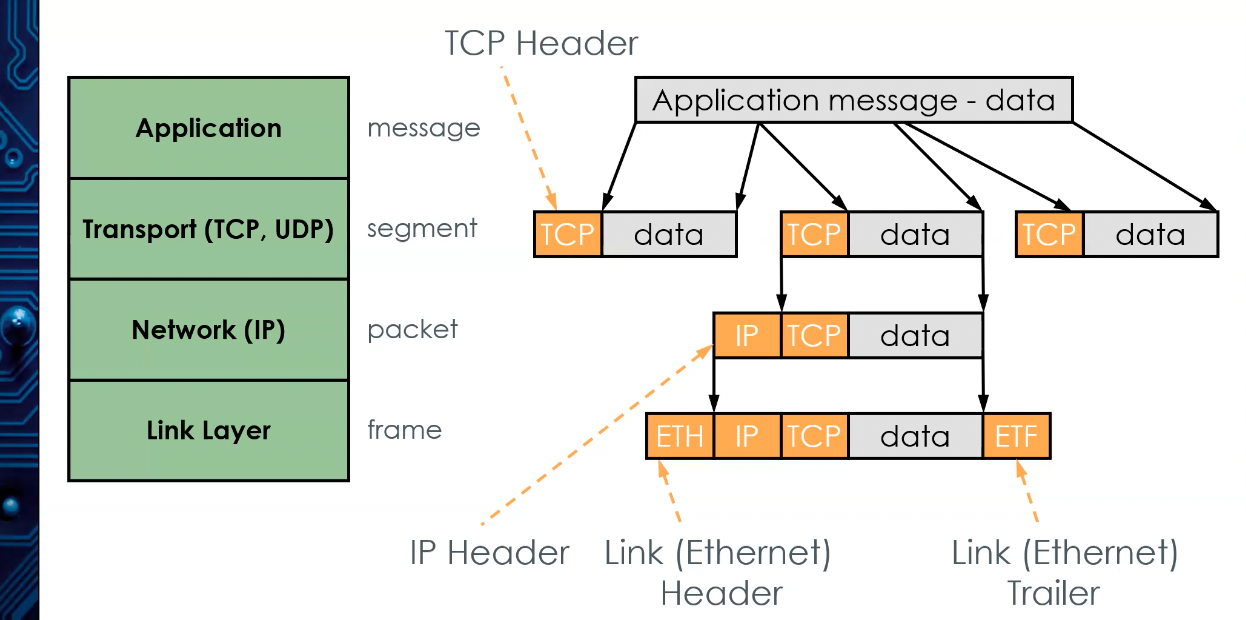 TCP Header
Application message - data
Application
message
Transport (TCP, UDP)
segment
TCP data
TCP data
TCP data
Network (IP)
packet
IP TCP data
Link Layer
frame
ETH IP TCP data ETF
IP Header
Link (Ethernet)
Header
Link (Ethernet)
Trailer